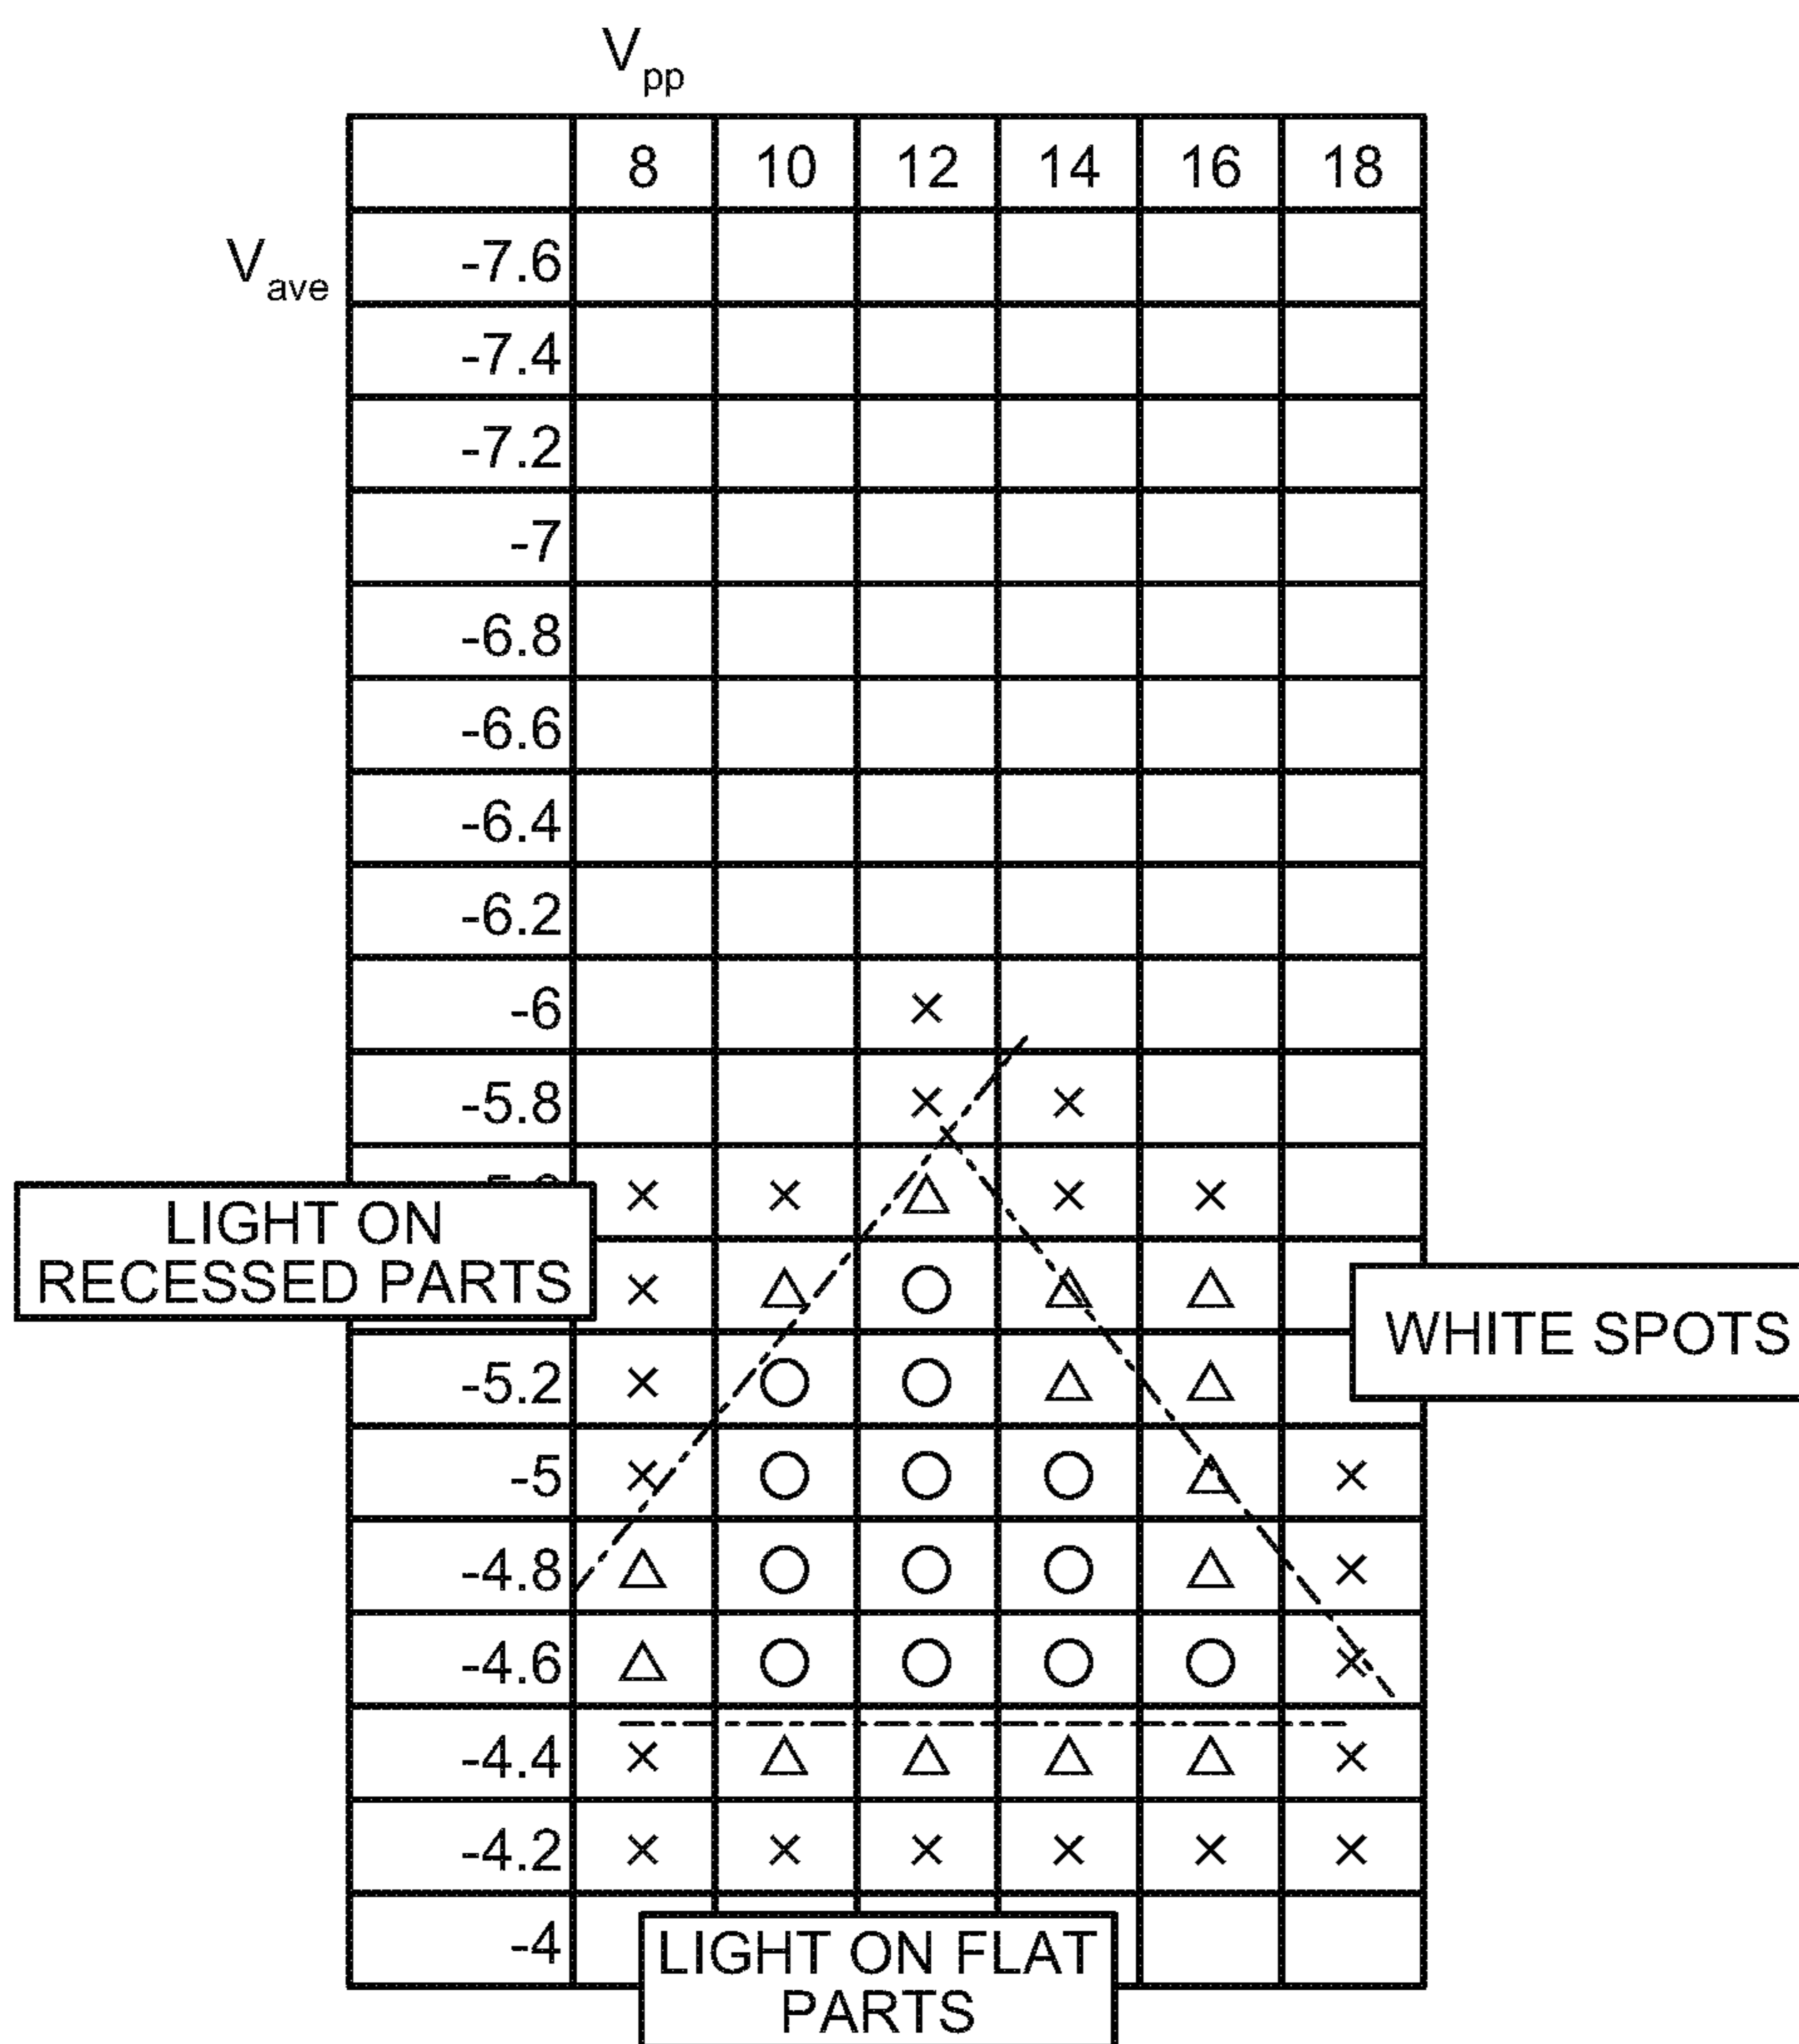 Vpp
8 10 12 14 16 18
Vave -7.6
-7.4
-7.2
-7
-6.8
-6.6
-6.4
-6.2
-6 ×
-5.8 × ×
× × △ × ×
LIGHT ON
RECESSED PARTS
× △ ○ △ △
WHITE SPOTS
-5.2 × ○ ○ △ △
-5 × ○ ○ ○ △ ×
-4.8 △ ○ ○ ○ △ ×
-4.6 △ ○ ○ ○ ○ ×
-4.4 × △ △ △ △ ×
-4.2 × × × × × ×
-4
LIGHT ON FLAT
PARTS